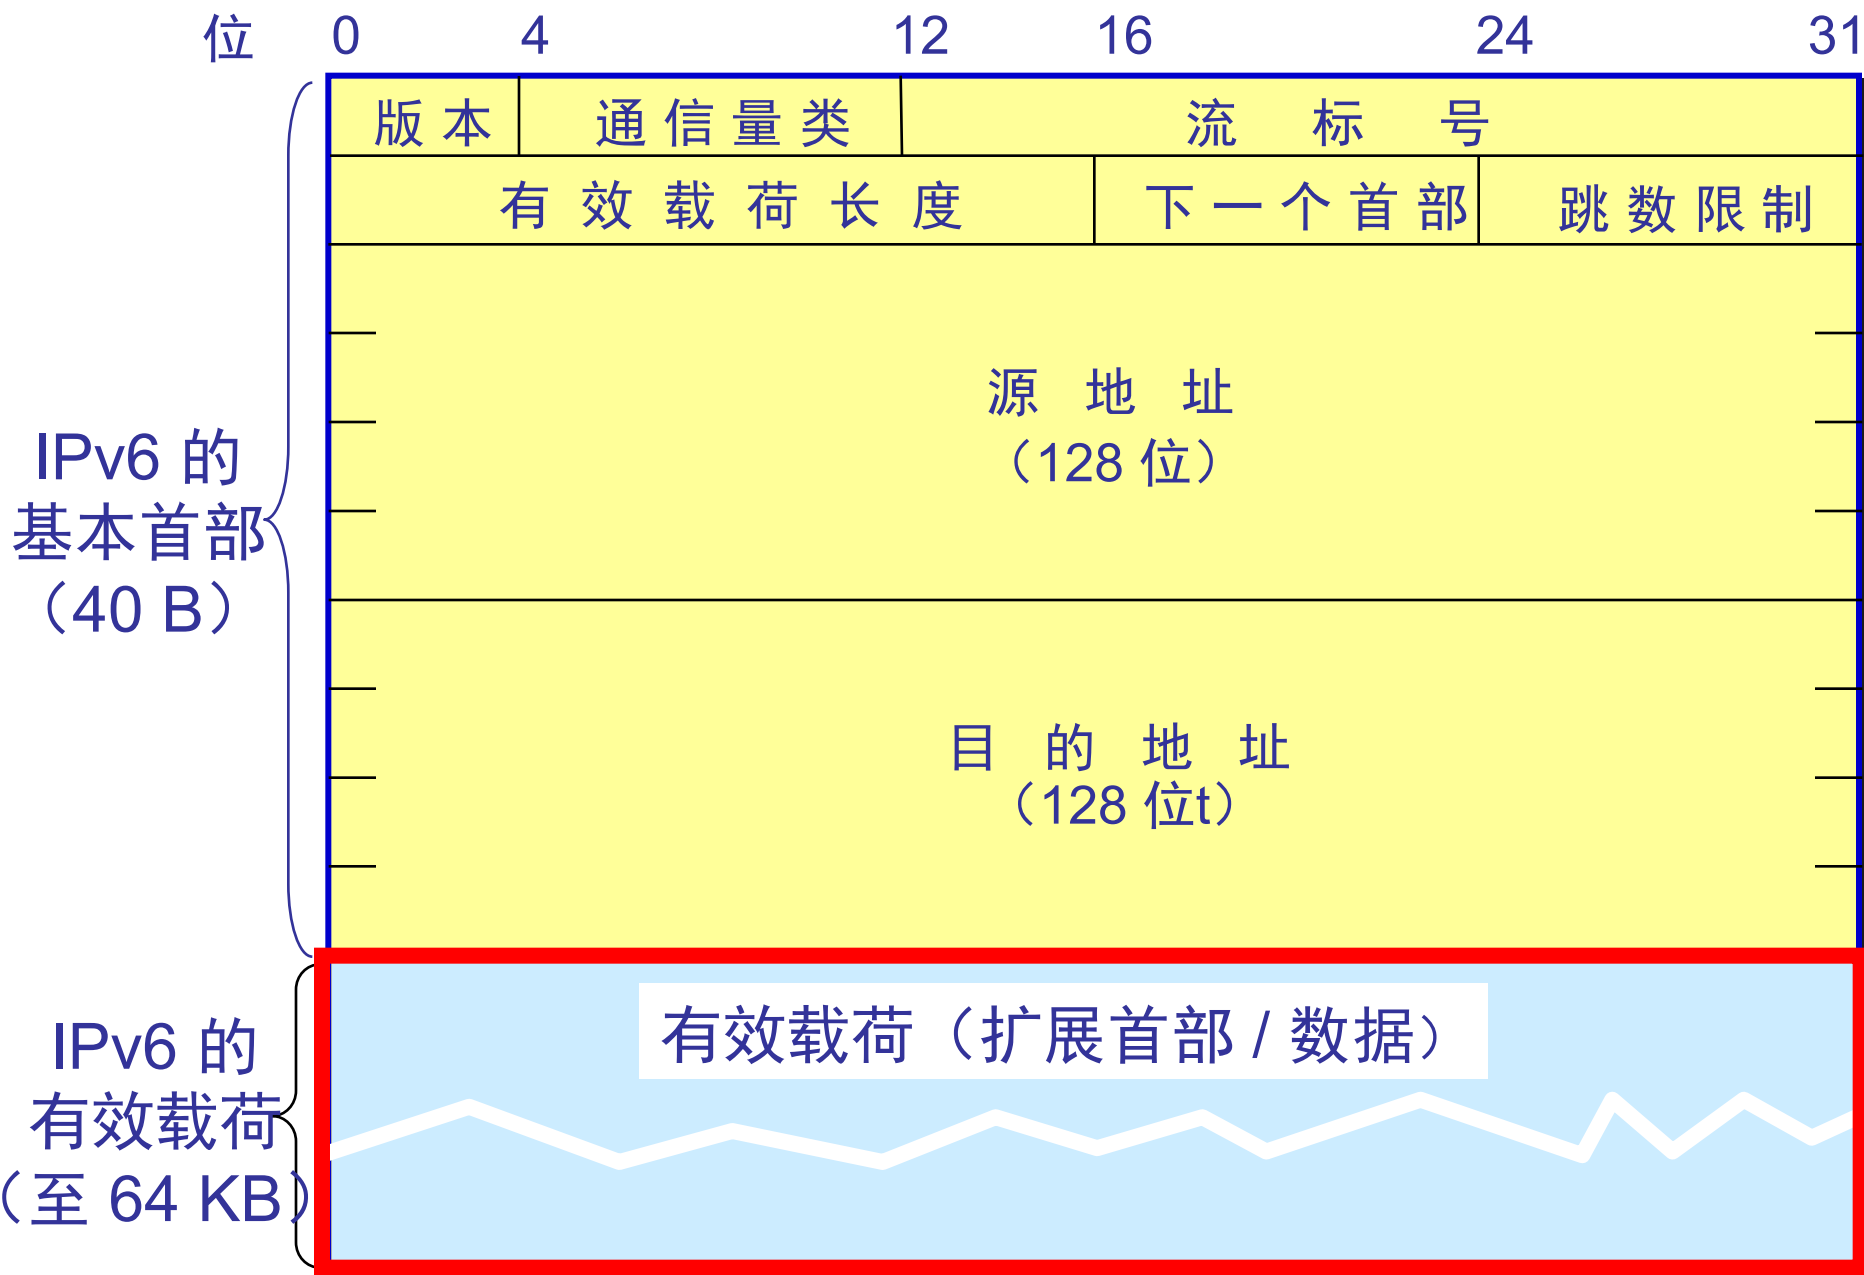 位 0 4 12 16 24 31
版本 通信量类 流标号
有效载荷长度 下一个首部 跳数限制
源地址
（128 位）
IPv6 的
基本首部
（40 B）
目的地址
（128 位t）
有效载荷（扩展首部 / 数据）
IPv6 的
有效载荷
（至 64 KB）